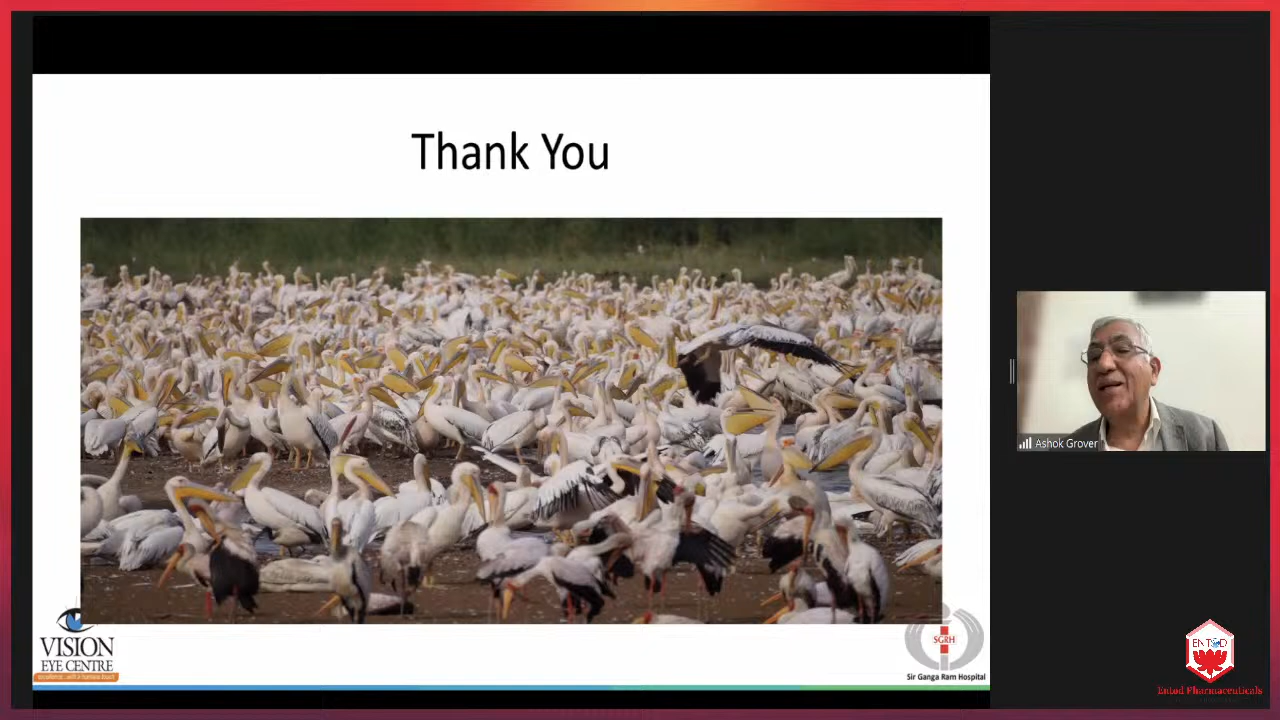 Thank You
VISION
EYE CENTRE
SGRH
Sir Ganga Ram Hospital
Ashok Grover
ENTOD
Entod Pharmaceuticals